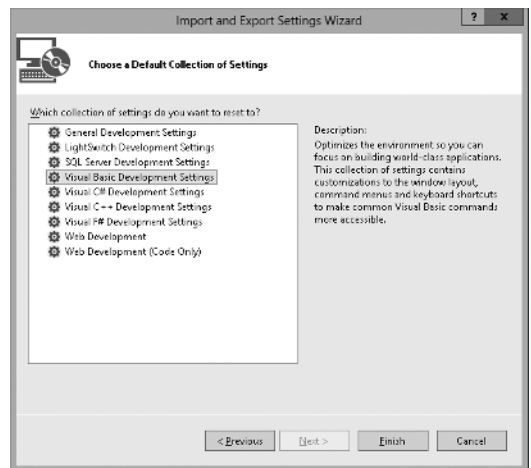 Import and Export Settings Wizard
? x
Choose a Default Collection of Settings
Which collection of settings do you want to reset to?
General Development Settings
LightSwitch Development Settings
SQL Server Development Settings
Visual Basic Development Settings
Visual C# Development Settings
Visual C++ Development Settings
Visual F# Development Settings
Web Development
Web Development (Code Only)
Description:
Optimizes the environment so you can
focus on building world-class applications.
This collection of settings contains
customizations to the window layout,
command menus and keyboard shortcuts
to make common Visual Basic commands
more accessible.
< Previous
Next >
Finish
Cancel